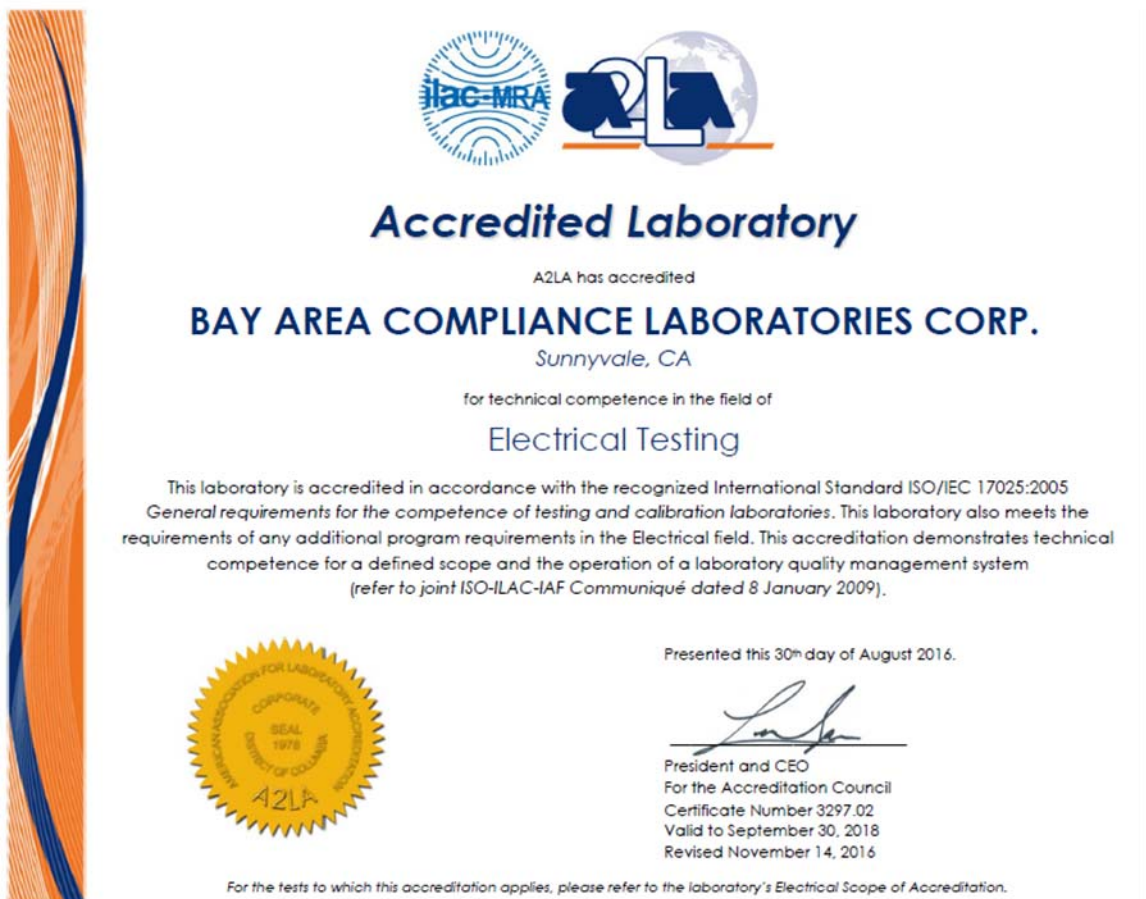 ilac-MRA
a2La
Accredited Laboratory
A2LA has accredited
BAY AREA COMPLIANCE LABORATORIES CORP.
Sunnyvale, CA
for technical competence in the field of
Electrical Testing
This laboratory is accredited in accordance with the recognized International Standard ISO/IEC 17025:2005
General requirements for the competence of testing and calibration laboratories. This laboratory also meets the
requirements of any additional program requirements in the Electrical field. This accreditation demonstrates technical
competence for a defined scope and the operation of a laboratory quality management system
(refer to joint ISO-ILAC-IAF Communiqué dated 8 January 2009).
AMERICAN ASSOCIATION FOR LABORATORY ACCREDITATION
CORPORATE
SEAL
1978
DISTRICT OF COLUMBIA
A2LA
Presented this 30th day of August 2016.
President and CEO
For the Accreditation Council
Certificate Number 3297.02
Valid to September 30, 2018
Revised November 14, 2016
For the tests to which this accreditation applies, please refer to the laboratory's Electrical Scope of Accreditation.